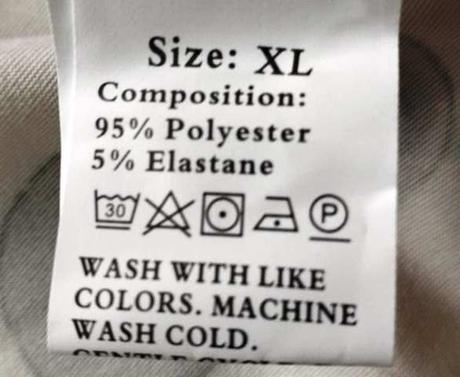 Size: XL
Composition:
95% Polyester
5% Elastane
30 P
WASH WITH LIKE
COLORS. MACHINE
WASH COLD.